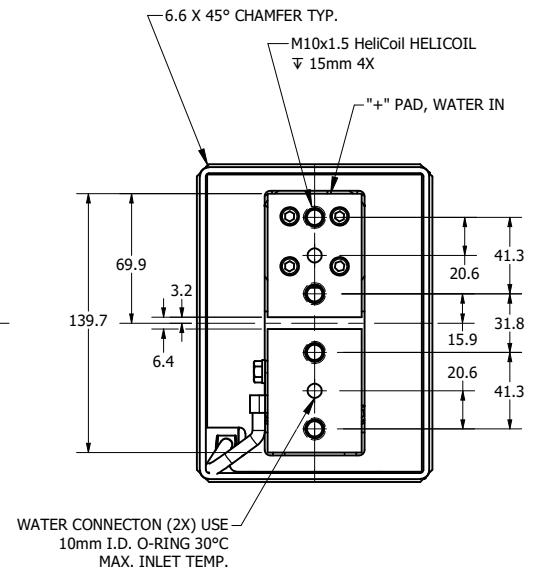 6.6 X 45° CHAMFER TYP.
M10x1.5 HeliCoil HELICOIL
↧ 15mm 4X
"+" PAD, WATER IN
69.9
3.2
139.7
6.4
41.3
20.6
31.8
15.9
20.6
41.3
WATER CONNECTON (2X) USE
10mm I.D. O-RING 30°C
MAX. INLET TEMP.